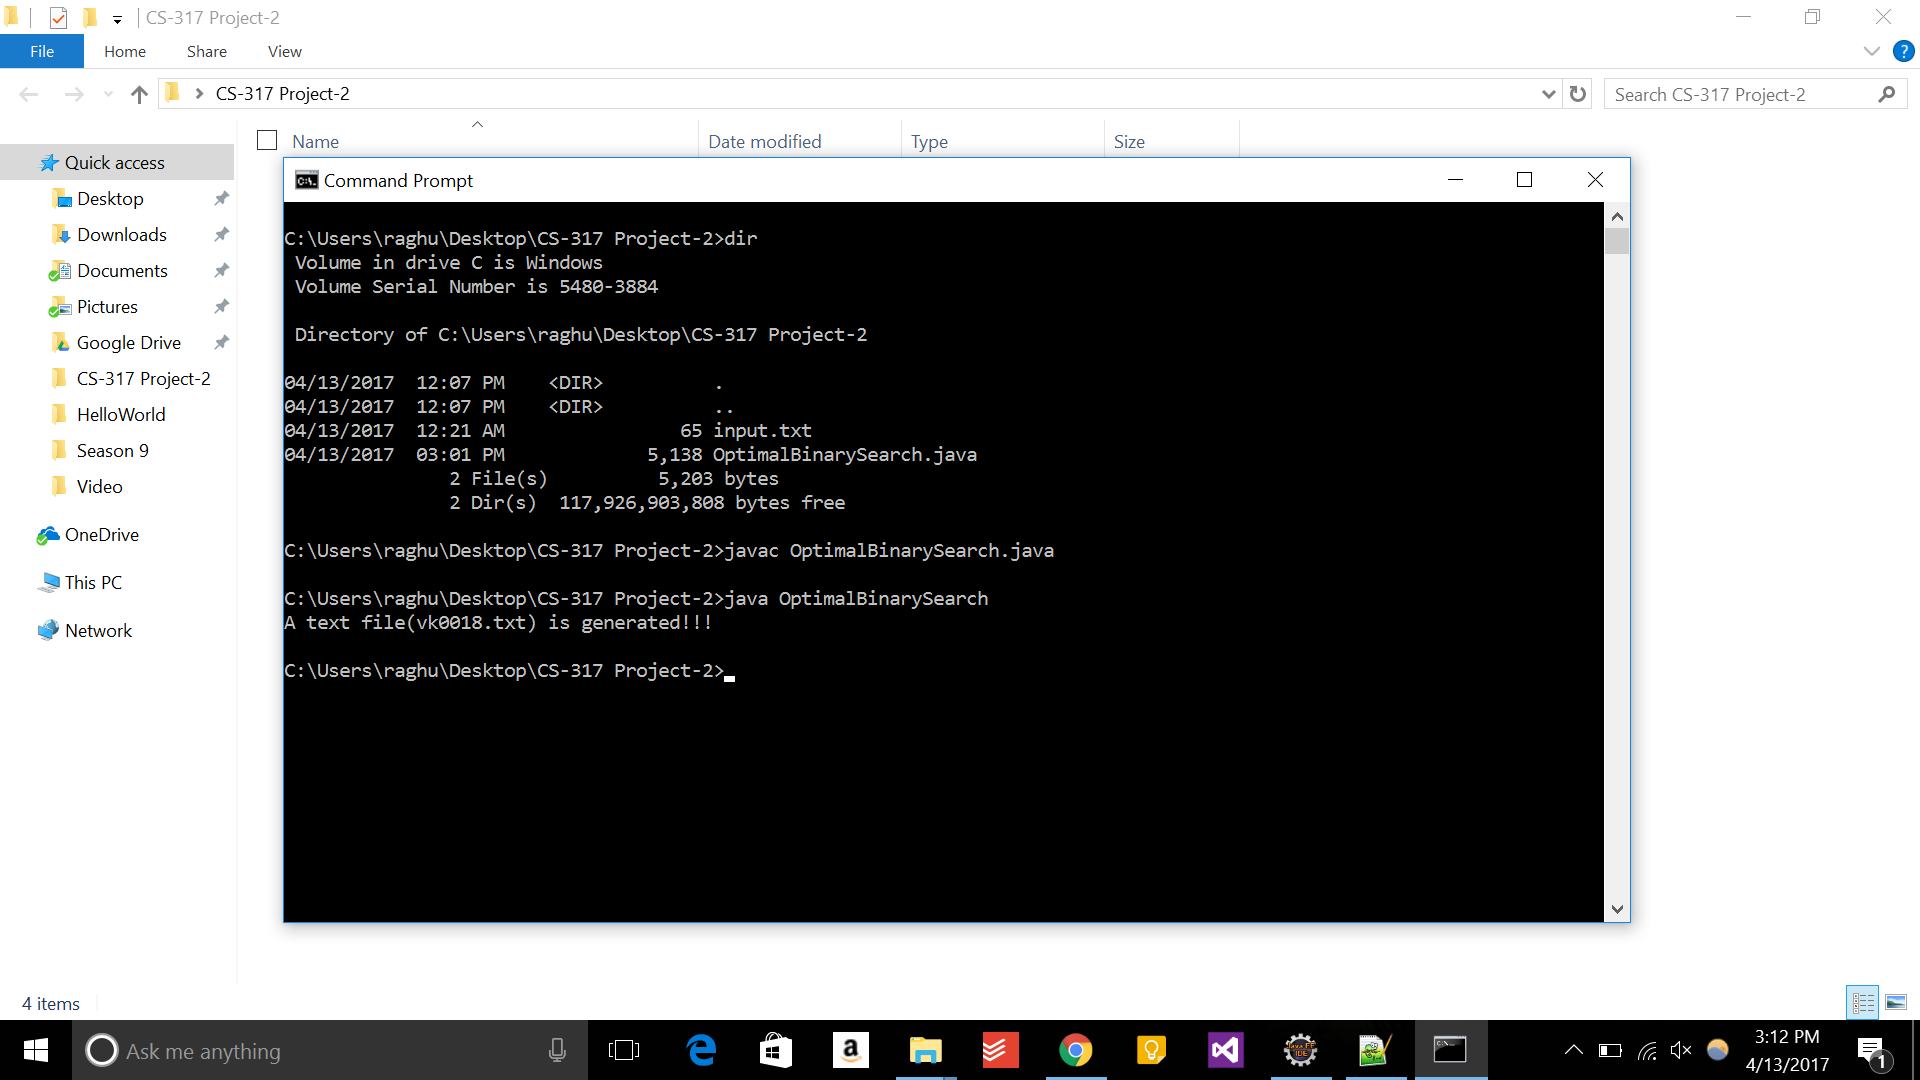 CS-317 Project-2
File Home Share View
CS-317 Project-2
Search CS-317 Project-2
Name Date modified Type Size
Quick access
Desktop
Downloads
Documents
Pictures
Google Drive
CS-317 Project-2
HelloWorld
Season 9
Video
OneDrive
This PC
Network
Command Prompt
C:\Users\raghu\Desktop\CS-317 Project-2>dir
Volume in drive C is Windows
Volume Serial Number is 5480-3884
Directory of C:\Users\raghu\Desktop\CS-317 Project-2
04/13/2017 12:07 PM <DIR> .
04/13/2017 12:07 PM <DIR> ..
04/13/2017 12:21 AM 65 input.txt
04/13/2017 03:01 PM 5,138 OptimalBinarySearch.java
2 File(s) 5,203 bytes
2 Dir(s) 117,926,903,808 bytes free
C:\Users\raghu\Desktop\CS-317 Project-2>javac OptimalBinarySearch.java
C:\Users\raghu\Desktop\CS-317 Project-2>java OptimalBinarySearch
A text file(vk0018.txt) is generated!!!
C:\Users\raghu\Desktop\CS-317 Project-2>
4 items
Ask me anything
3:12 PM
4/13/2017
1